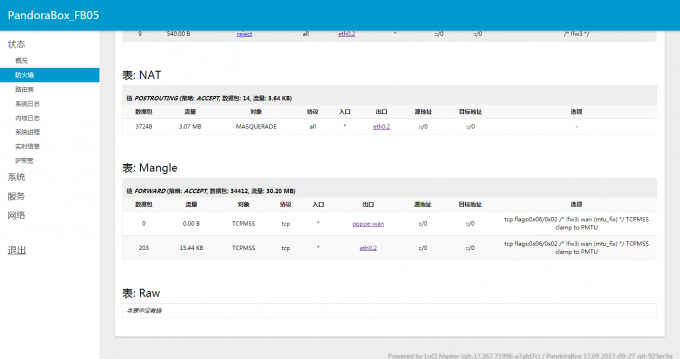 PandoraBox_FB05
状态
概况
防火墙
路由表
系统日志
内核日志
系统进程
实时信息
IP带宽
系统
服务
网络
退出
9 540.00 B reject all eth0.2 * ::/0 ::/0 /* !fw3 */
表: NAT
链 POSTROUTING (策略: ACCEPT, 数据包: 14, 流量: 3.64 KB)
数据包 流量 对象 协议 入口 出口 源地址 目标地址 选项
37248 3.07 MB MASQUERADE all * eth0.2 ::/0 ::/0 -
表: Mangle
链 FORWARD (策略: ACCEPT, 数据包: 34412, 流量: 30.20 MB)
数据包 流量 对象 协议 入口 出口 源地址 目标地址 选项
0 0.00 B TCPMSS tcp * pppoe-wan ::/0 ::/0 tcp flags:0x06/0x02 /* !fw3: wan (mtu_fix) */ TCPMSS
clamp to PMTU
203 15.44 KB TCPMSS tcp * eth0.2 ::/0 ::/0 tcp flags:0x06/0x02 /* !fw3: wan (mtu_fix) */ TCPMSS
clamp to PMTU
表: Raw
本表中没有链
Powered by LuCI Master (git-17.267.71996-a7afd7c) / PandoraBox 17.09 2017-09-27-git-923ec9a